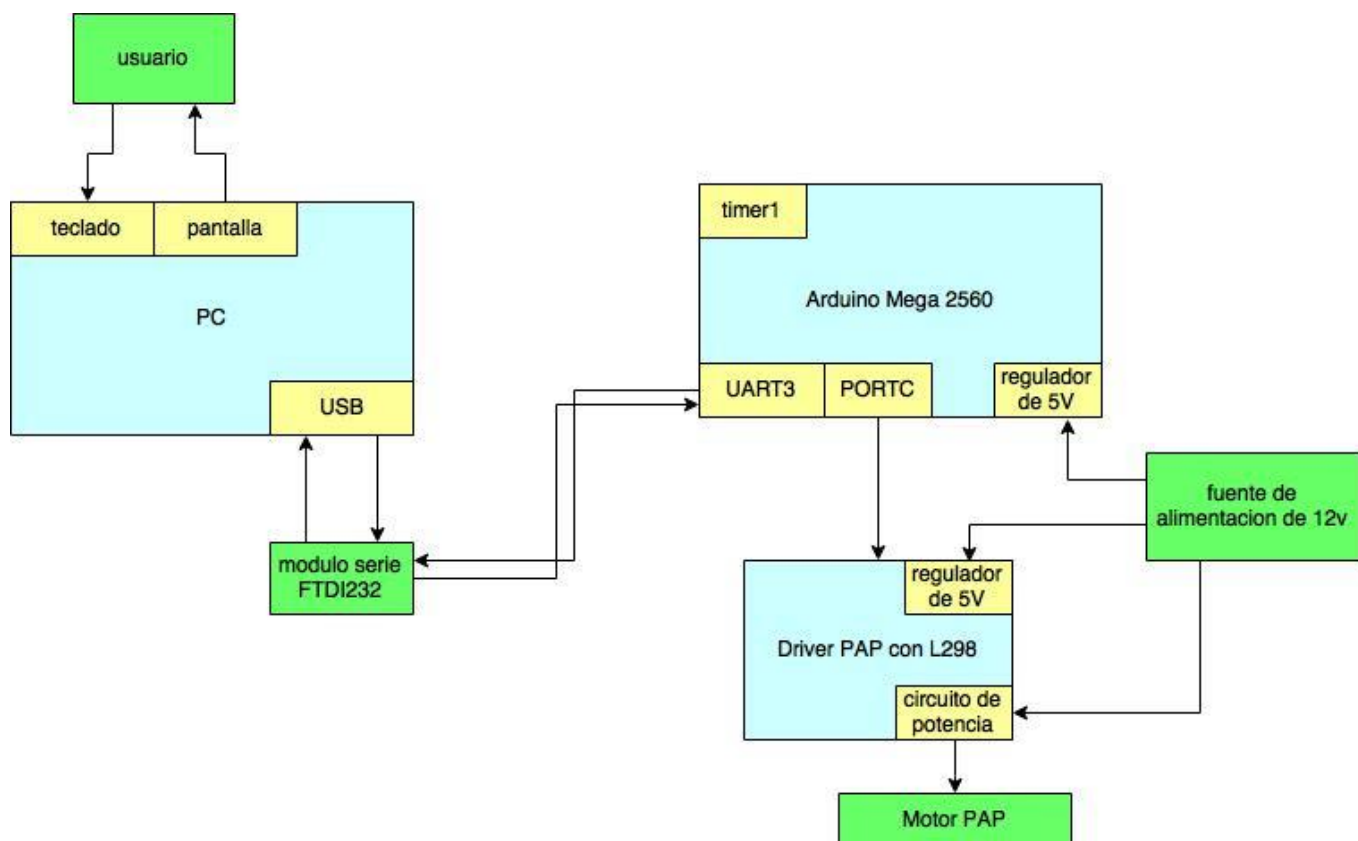 usuario
teclado
pantalla
PC
USB
modulo serie
FTDI232
timer1
Arduino Mega 2560
UART3
PORTC
regulador
de 5V
fuente de
alimentacion de 12v
regulador
de 5V
Driver PAP con L298
circuito de
potencia
Motor PAP